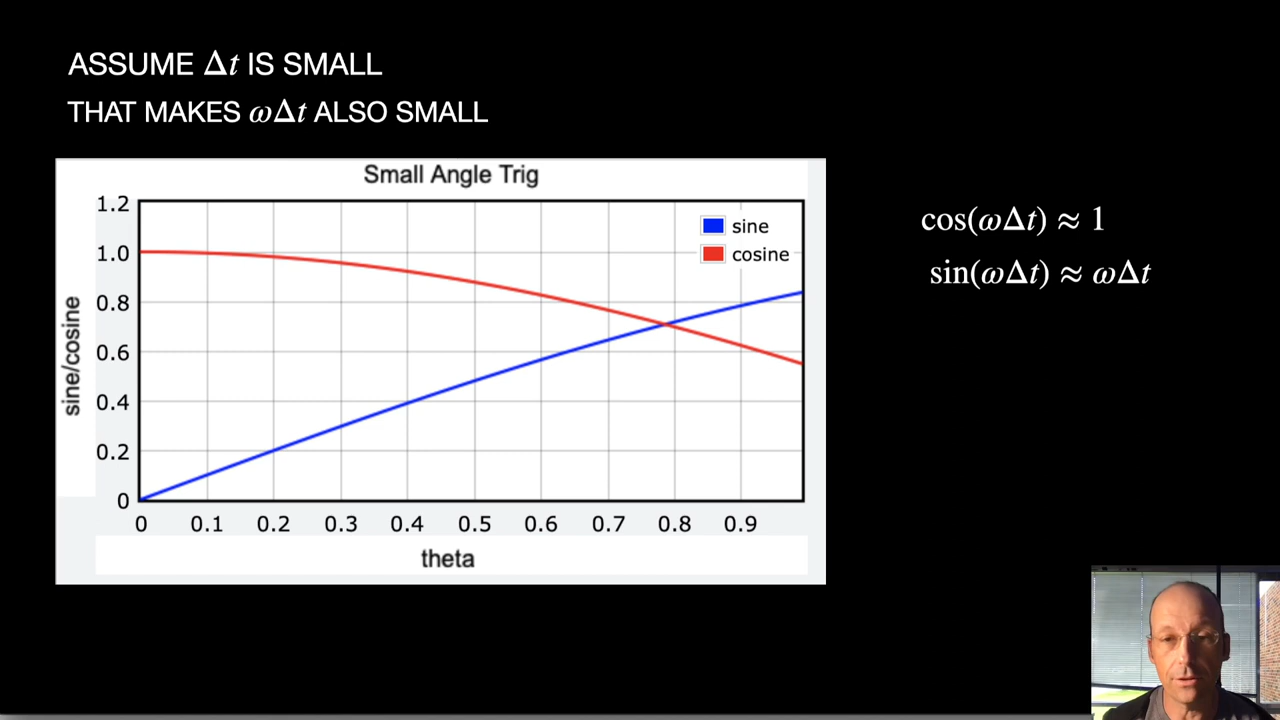 ASSUME Δt IS SMALL
THAT MAKES ωΔt ALSO SMALL
Small Angle Trig
1.2
1.0
0.8
0.6
0.4
0.2
0
sine/cosine
sine
cosine
0 0.1 0.2 0.3 0.4 0.5 0.6 0.7 0.8 0.9
theta
cos(ωΔt) ≈ 1
sin(ωΔt) ≈ ωΔt